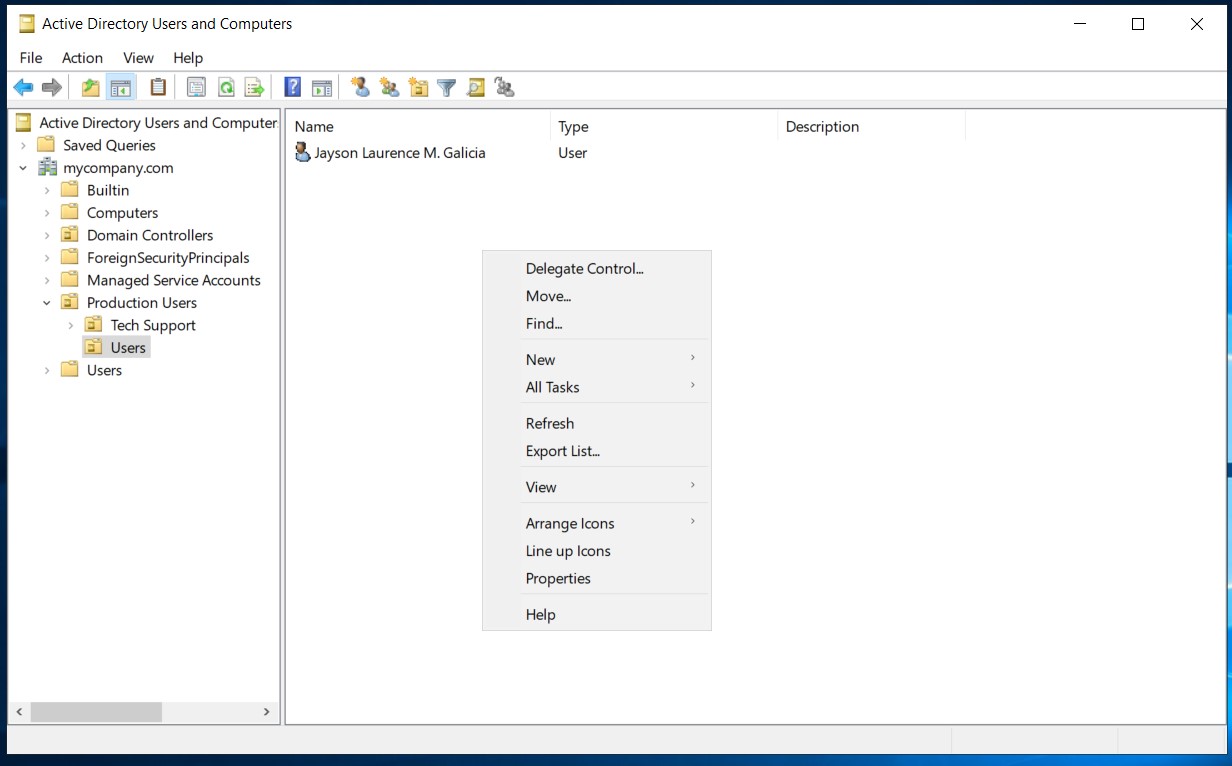 Active Directory Users and Computers
File Action View Help
Active Directory Users and Computer
Saved Queries
mycompany.com
Builtin
Computers
Domain Controllers
ForeignSecurityPrincipals
Managed Service Accounts
Production Users
Tech Support
Users
Users
Name Type Description
Jayson Laurence M. Galicia User
Delegate Control...
Move...
Find...
New
All Tasks
Refresh
Export List...
View
Arrange Icons
Line up Icons
Properties
Help